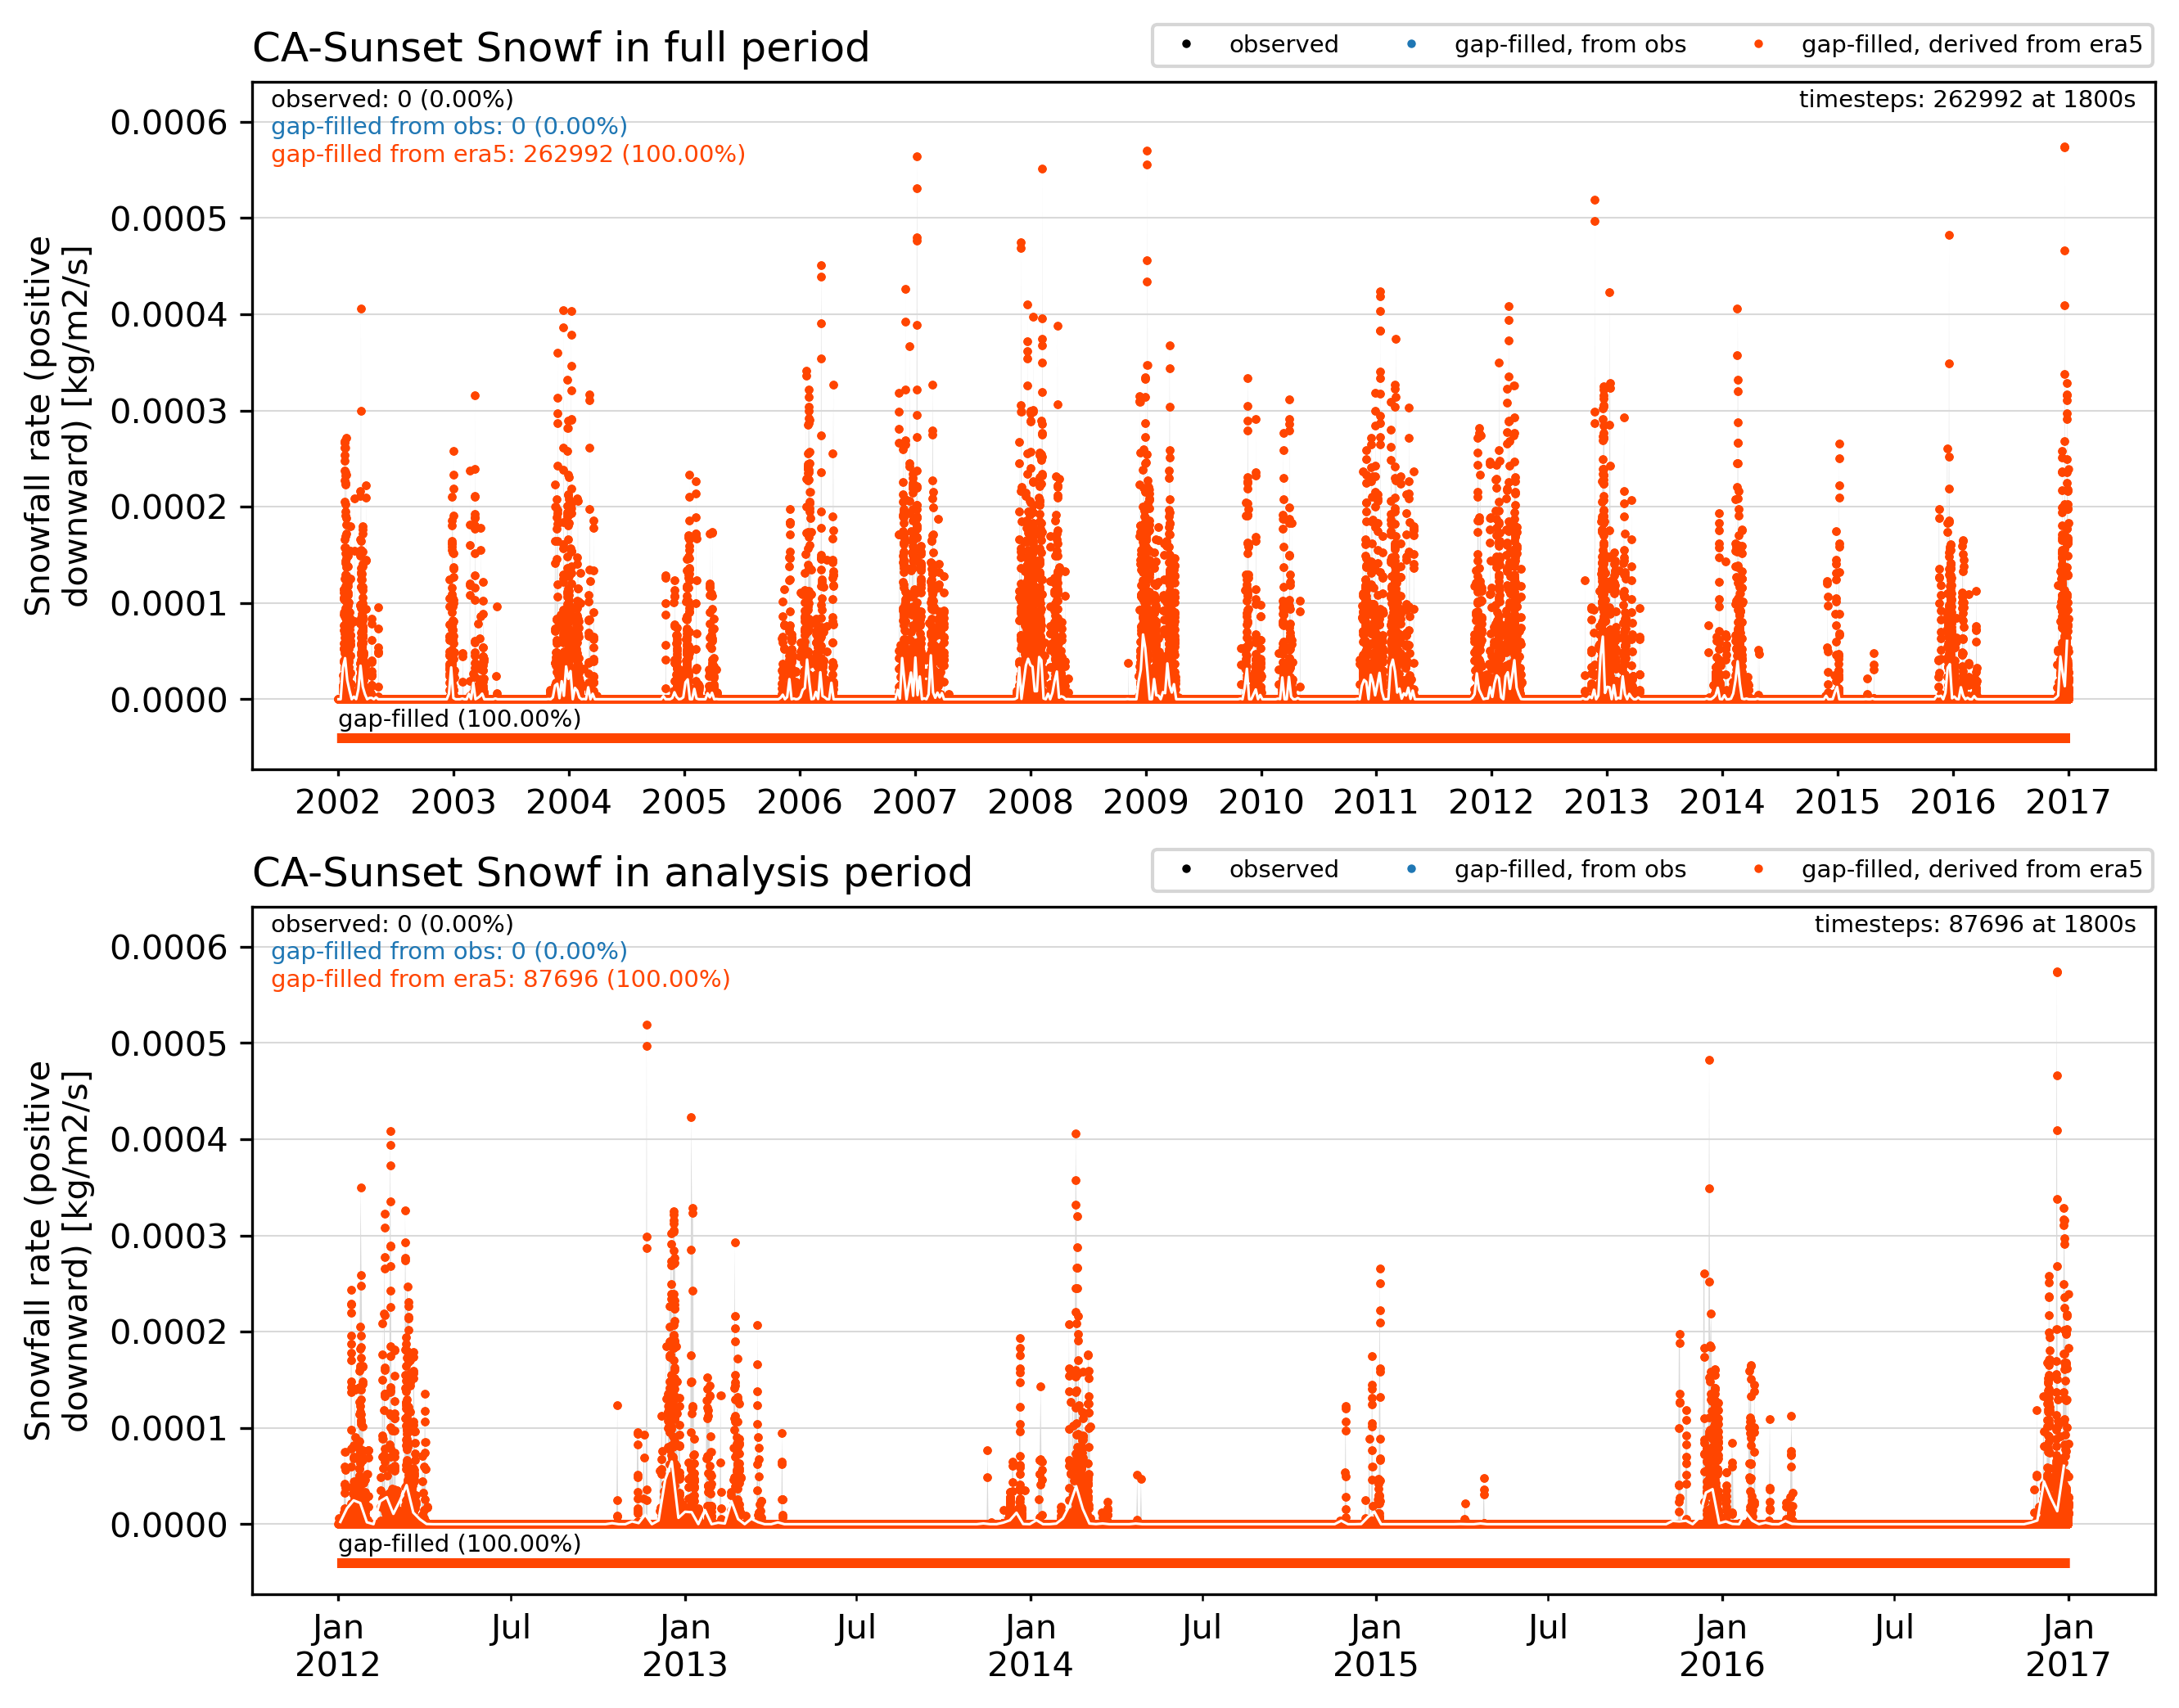 CA-Sunset Snowf in full period
observed
gap-filled, from obs
gap-filled, derived from era5
observed: 0 (0.00%)
gap-filled from obs: 0 (0.00%)
gap-filled from era5: 262992 (100.00%)
timesteps: 262992 at 1800s
Snowfall rate (positive
downward) [kg/m2/s]
0.0006
0.0005
0.0004
0.0003
0.0002
0.0001
0.0000
gap-filled (100.00%)
2002 2003 2004 2005 2006 2007 2008 2009 2010 2011 2012 2013 2014 2015 2016 2017
CA-Sunset Snowf in analysis period
observed
gap-filled, from obs
gap-filled, derived from era5
observed: 0 (0.00%)
gap-filled from obs: 0 (0.00%)
gap-filled from era5: 87696 (100.00%)
timesteps: 87696 at 1800s
Snowfall rate (positive
downward) [kg/m2/s]
0.0006
0.0005
0.0004
0.0003
0.0002
0.0001
0.0000
gap-filled (100.00%)
Jan Jul Jan Jul Jan Jul Jan Jul Jan Jul Jan
2012 2013 2014 2015 2016 2017